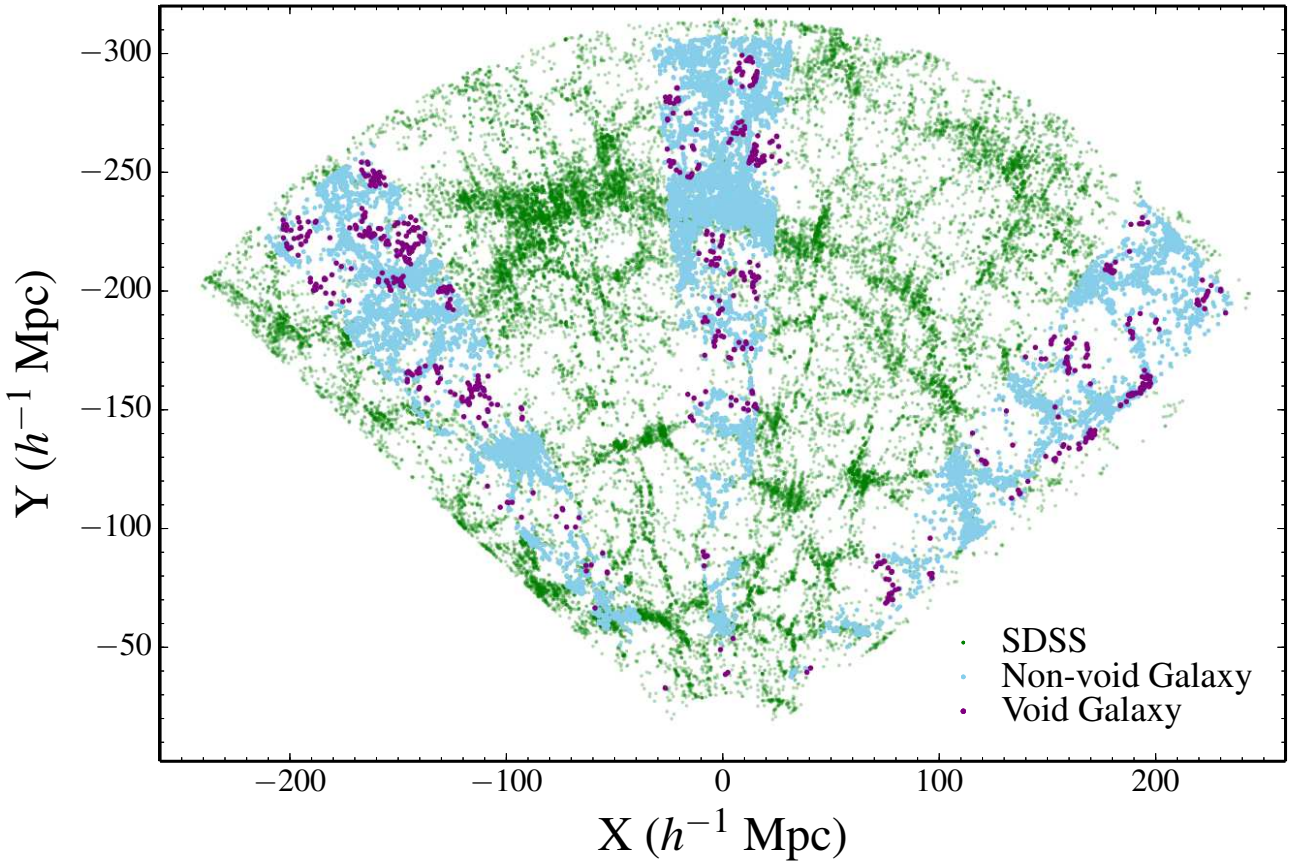 −300
−250
−200
−150
−100
−50
Y (h⁻¹ Mpc)
SDSS
Non-void Galaxy
Void Galaxy
−200 −100 0 100 200
X (h⁻¹ Mpc)